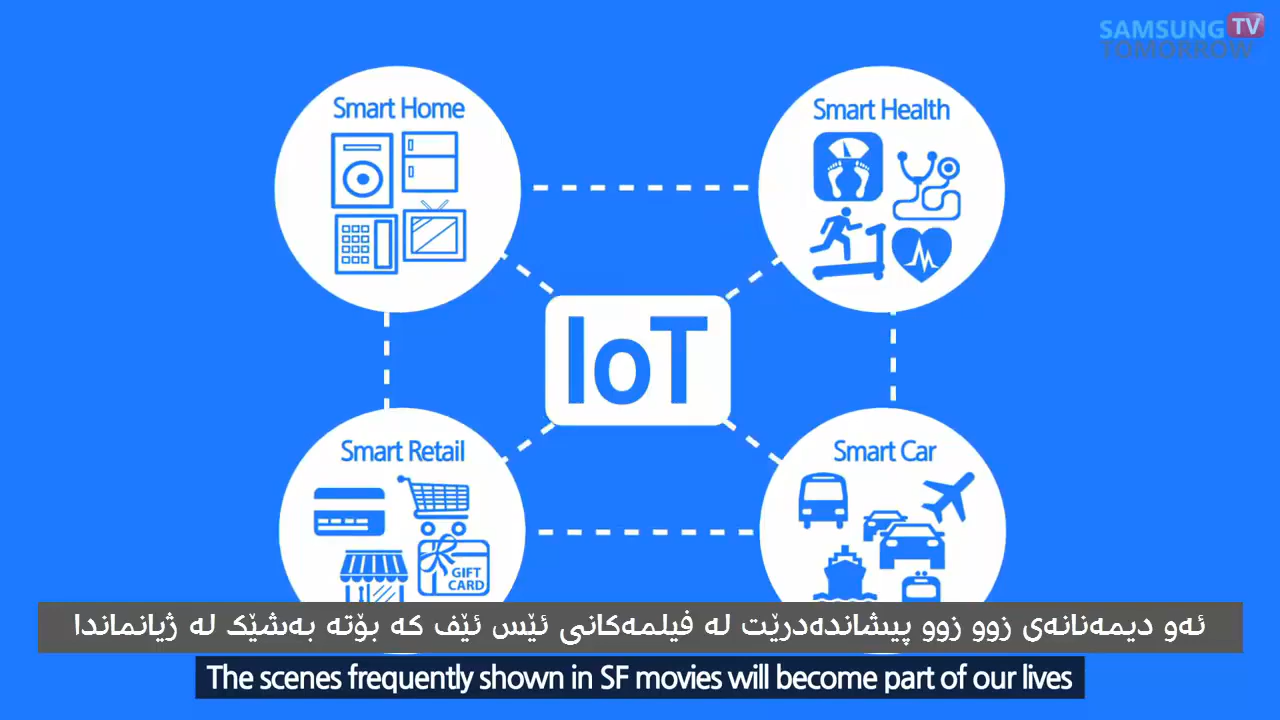 SAMSUNG TV
TOMORROW
Smart Home
Smart Health
IoT
Smart Retail
Smart Car
GIFT
CARD
ئەو دیمەنانەی زوو زوو پیشاندەدرێت لە فیلمەکانی ئێس ئێف کە بۆتە بەشێک لە ژیانماندا
The scenes frequently shown in SF movies will become part of our lives